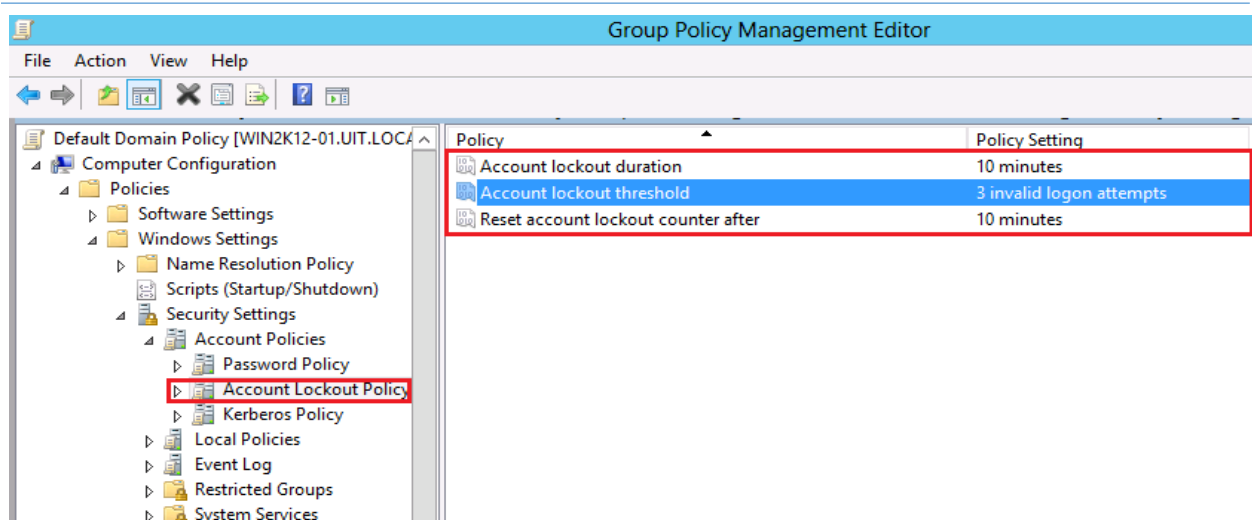 Group Policy Management Editor
File Action View Help
Default Domain Policy [WIN2K12-01.UIT.LOCA
Computer Configuration
Policies
Software Settings
Windows Settings
Name Resolution Policy
Scripts (Startup/Shutdown)
Security Settings
Account Policies
Password Policy
Account Lockout Policy
Kerberos Policy
Local Policies
Event Log
Restricted Groups
System Services
Policy Policy Setting
Account lockout duration 10 minutes
Account lockout threshold 3 invalid logon attempts
Reset account lockout counter after 10 minutes